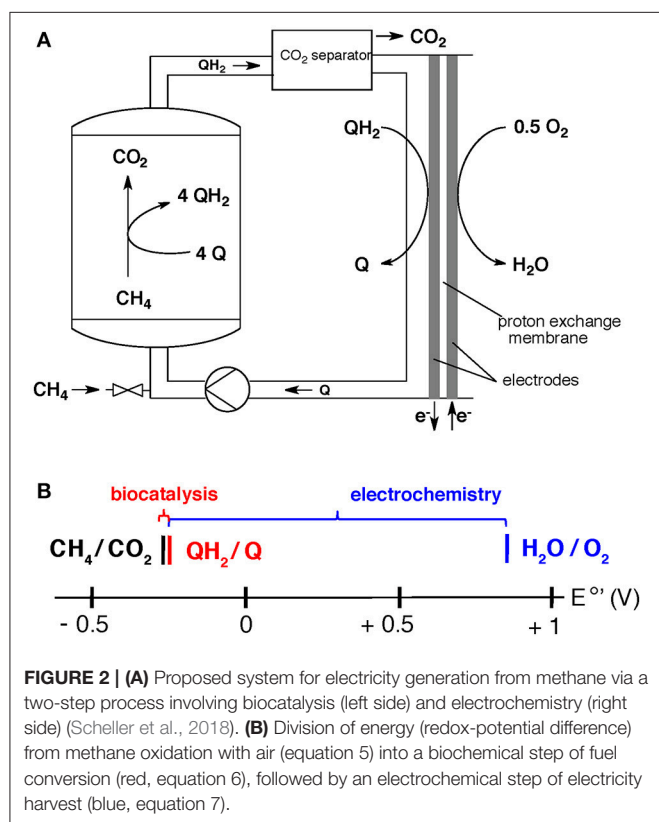 A
CO₂
CO₂ separator
QH₂
CO₂
4 QH₂
4 Q
CH₄
QH₂
0.5 O₂
Q
H₂O
proton exchange
membrane
electrodes
CH₄
Q
e⁻ e⁻
B
biocatalysis electrochemistry
CH₄/CO₂ QH₂/Q H₂O/O₂
E°' (V)
- 0.5 0 + 0.5 + 1
FIGURE 2 | (A) Proposed system for electricity generation from methane via a
two-step process involving biocatalysis (left side) and electrochemistry (right
side) (Scheller et al., 2018). (B) Division of energy (redox-potential difference)
from methane oxidation with air (equation 5) into a biochemical step of fuel
conversion (red, equation 6), followed by an electrochemical step of electricity
harvest (blue, equation 7).